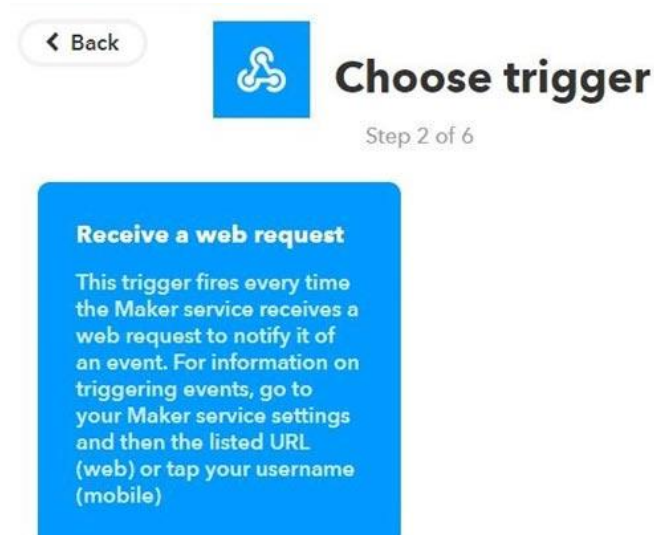 Back
Choose trigger
Step 2 of 6
Receive a web request
This trigger fires every time
the Maker service receives a
web request to notify it of
an event. For information on
triggering events, go to
your Maker service settings
and then the listed URL
(web) or tap your username
(mobile)